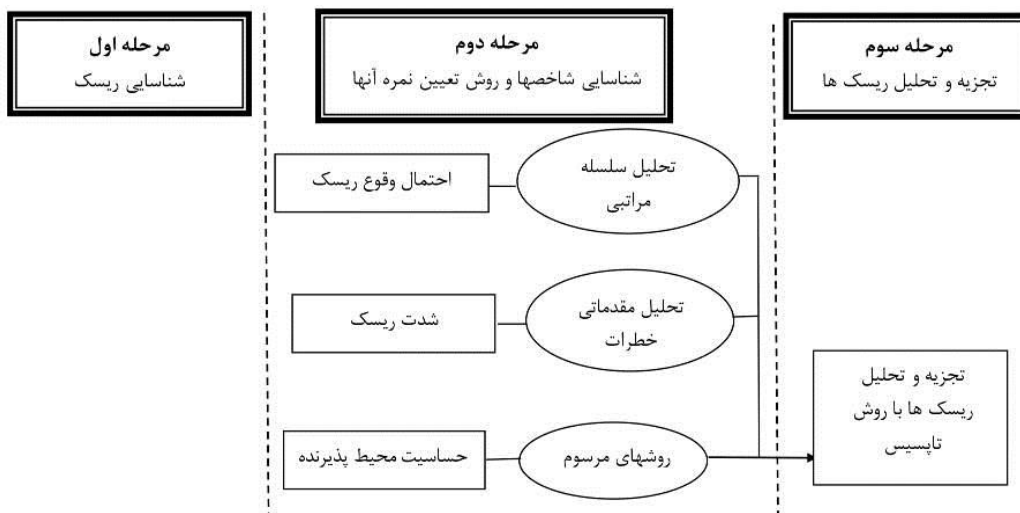 مرحله اول
شناسایی ریسک
مرحله دوم
شناسایی شاخصها و روش تعیین نمره آنها
مرحله سوم
تجزیه و تحلیل ریسک ها
احتمال وقوع ریسک
تحلیل سلسله
مراتبی
شدت ریسک
تحلیل مقدماتی
خطرات
حساسیت محیط پذیرنده
روشهای مرسوم
تجزیه و تحلیل
ریسک ها با روش
تاپسیس